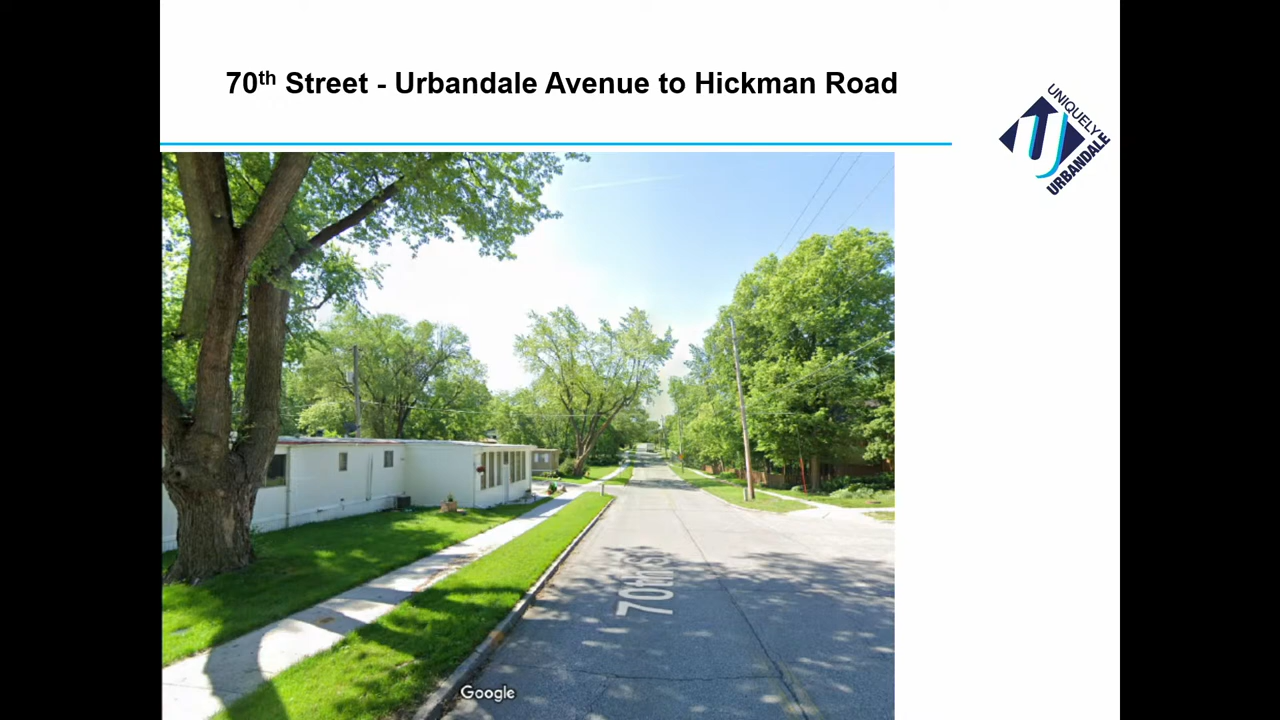 70th Street - Urbandale Avenue to Hickman Road
UNIQUELY
URBANDALE
70th St
Google